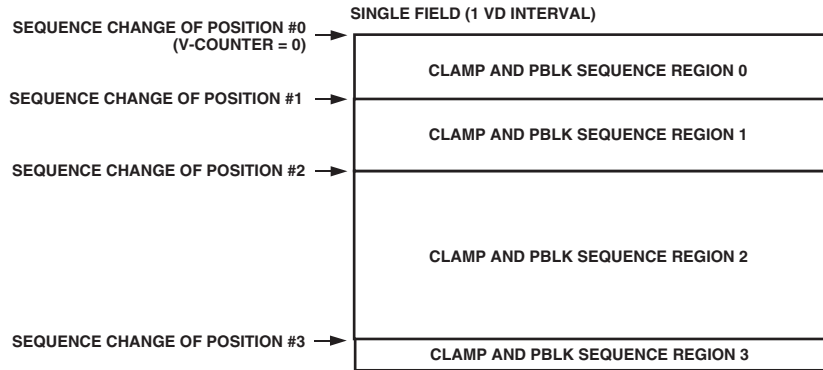 SINGLE FIELD (1 VD INTERVAL)
SEQUENCE CHANGE OF POSITION #0
(V-COUNTER = 0)
CLAMP AND PBLK SEQUENCE REGION 0
SEQUENCE CHANGE OF POSITION #1
CLAMP AND PBLK SEQUENCE REGION 1
SEQUENCE CHANGE OF POSITION #2
CLAMP AND PBLK SEQUENCE REGION 2
SEQUENCE CHANGE OF POSITION #3
CLAMP AND PBLK SEQUENCE REGION 3